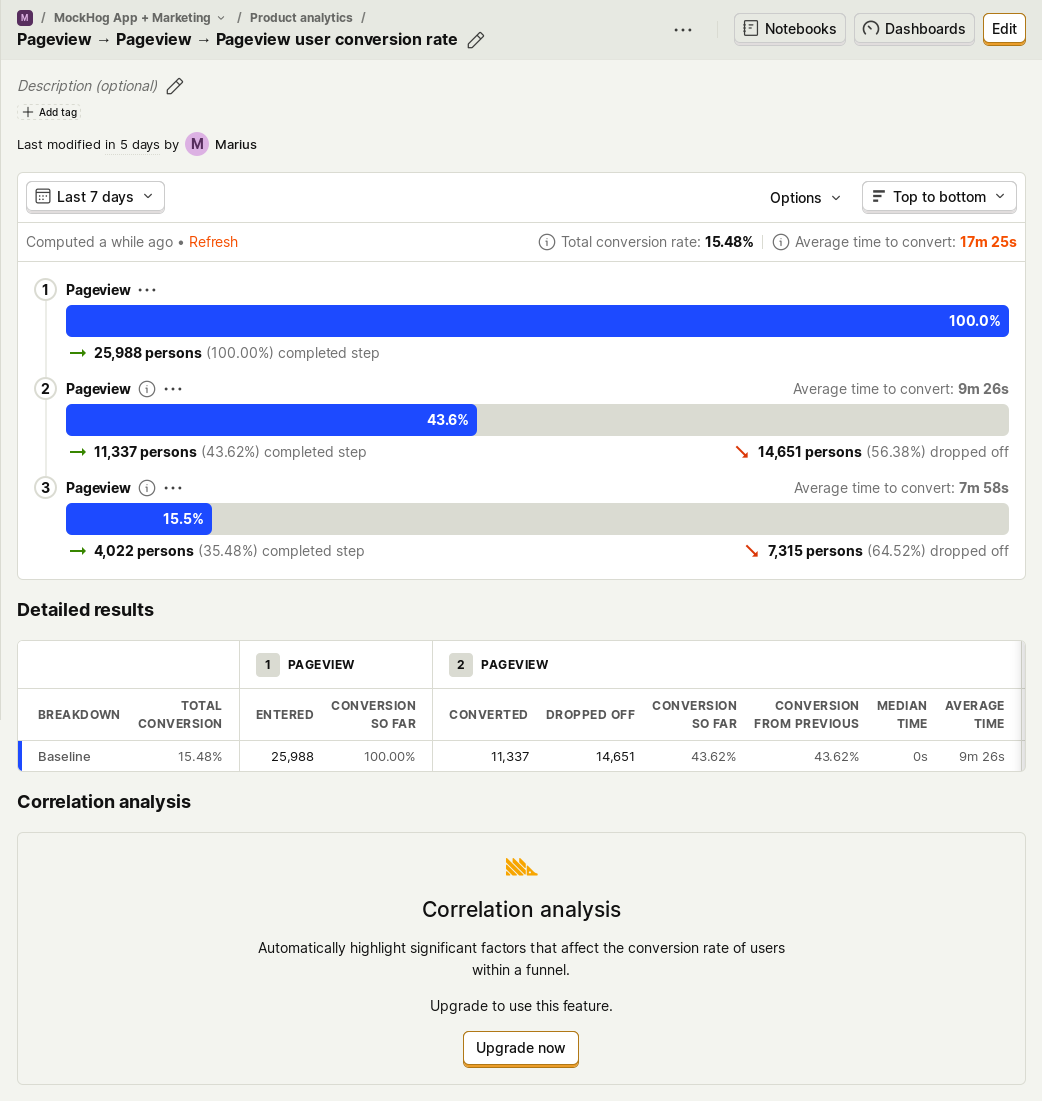 M / MockHog App + Marketing / Product analytics /
Pageview → Pageview → Pageview user conversion rate
Notebooks
Dashboards
Edit
Description (optional)
Add tag
Last modified in 5 days by M Marius
Last 7 days
Options
Top to bottom
Computed a while ago • Refresh
Total conversion rate: 15.48%
Average time to convert: 17m 25s
1 Pageview
100.0%
→ 25,988 persons (100.00%) completed step
2 Pageview
Average time to convert: 9m 26s
43.6%
→ 11,337 persons (43.62%) completed step
14,651 persons (56.38%) dropped off
3 Pageview
Average time to convert: 7m 58s
15.5%
→ 4,022 persons (35.48%) completed step
7,315 persons (64.52%) dropped off
Detailed results
1 PAGEVIEW
2 PAGEVIEW
BREAKDOWN
TOTAL
CONVERSION
ENTERED
CONVERSION
SO FAR
CONVERTED
DROPPED OFF
CONVERSION
SO FAR
CONVERSION
FROM PREVIOUS
MEDIAN
TIME
AVERAGE
TIME
Baseline 15.48% 25,988 100.00% 11,337 14,651 43.62% 43.62% 0s 9m 26s
Correlation analysis
Correlation analysis
Automatically highlight significant factors that affect the conversion rate of users
within a funnel.
Upgrade to use this feature.
Upgrade now